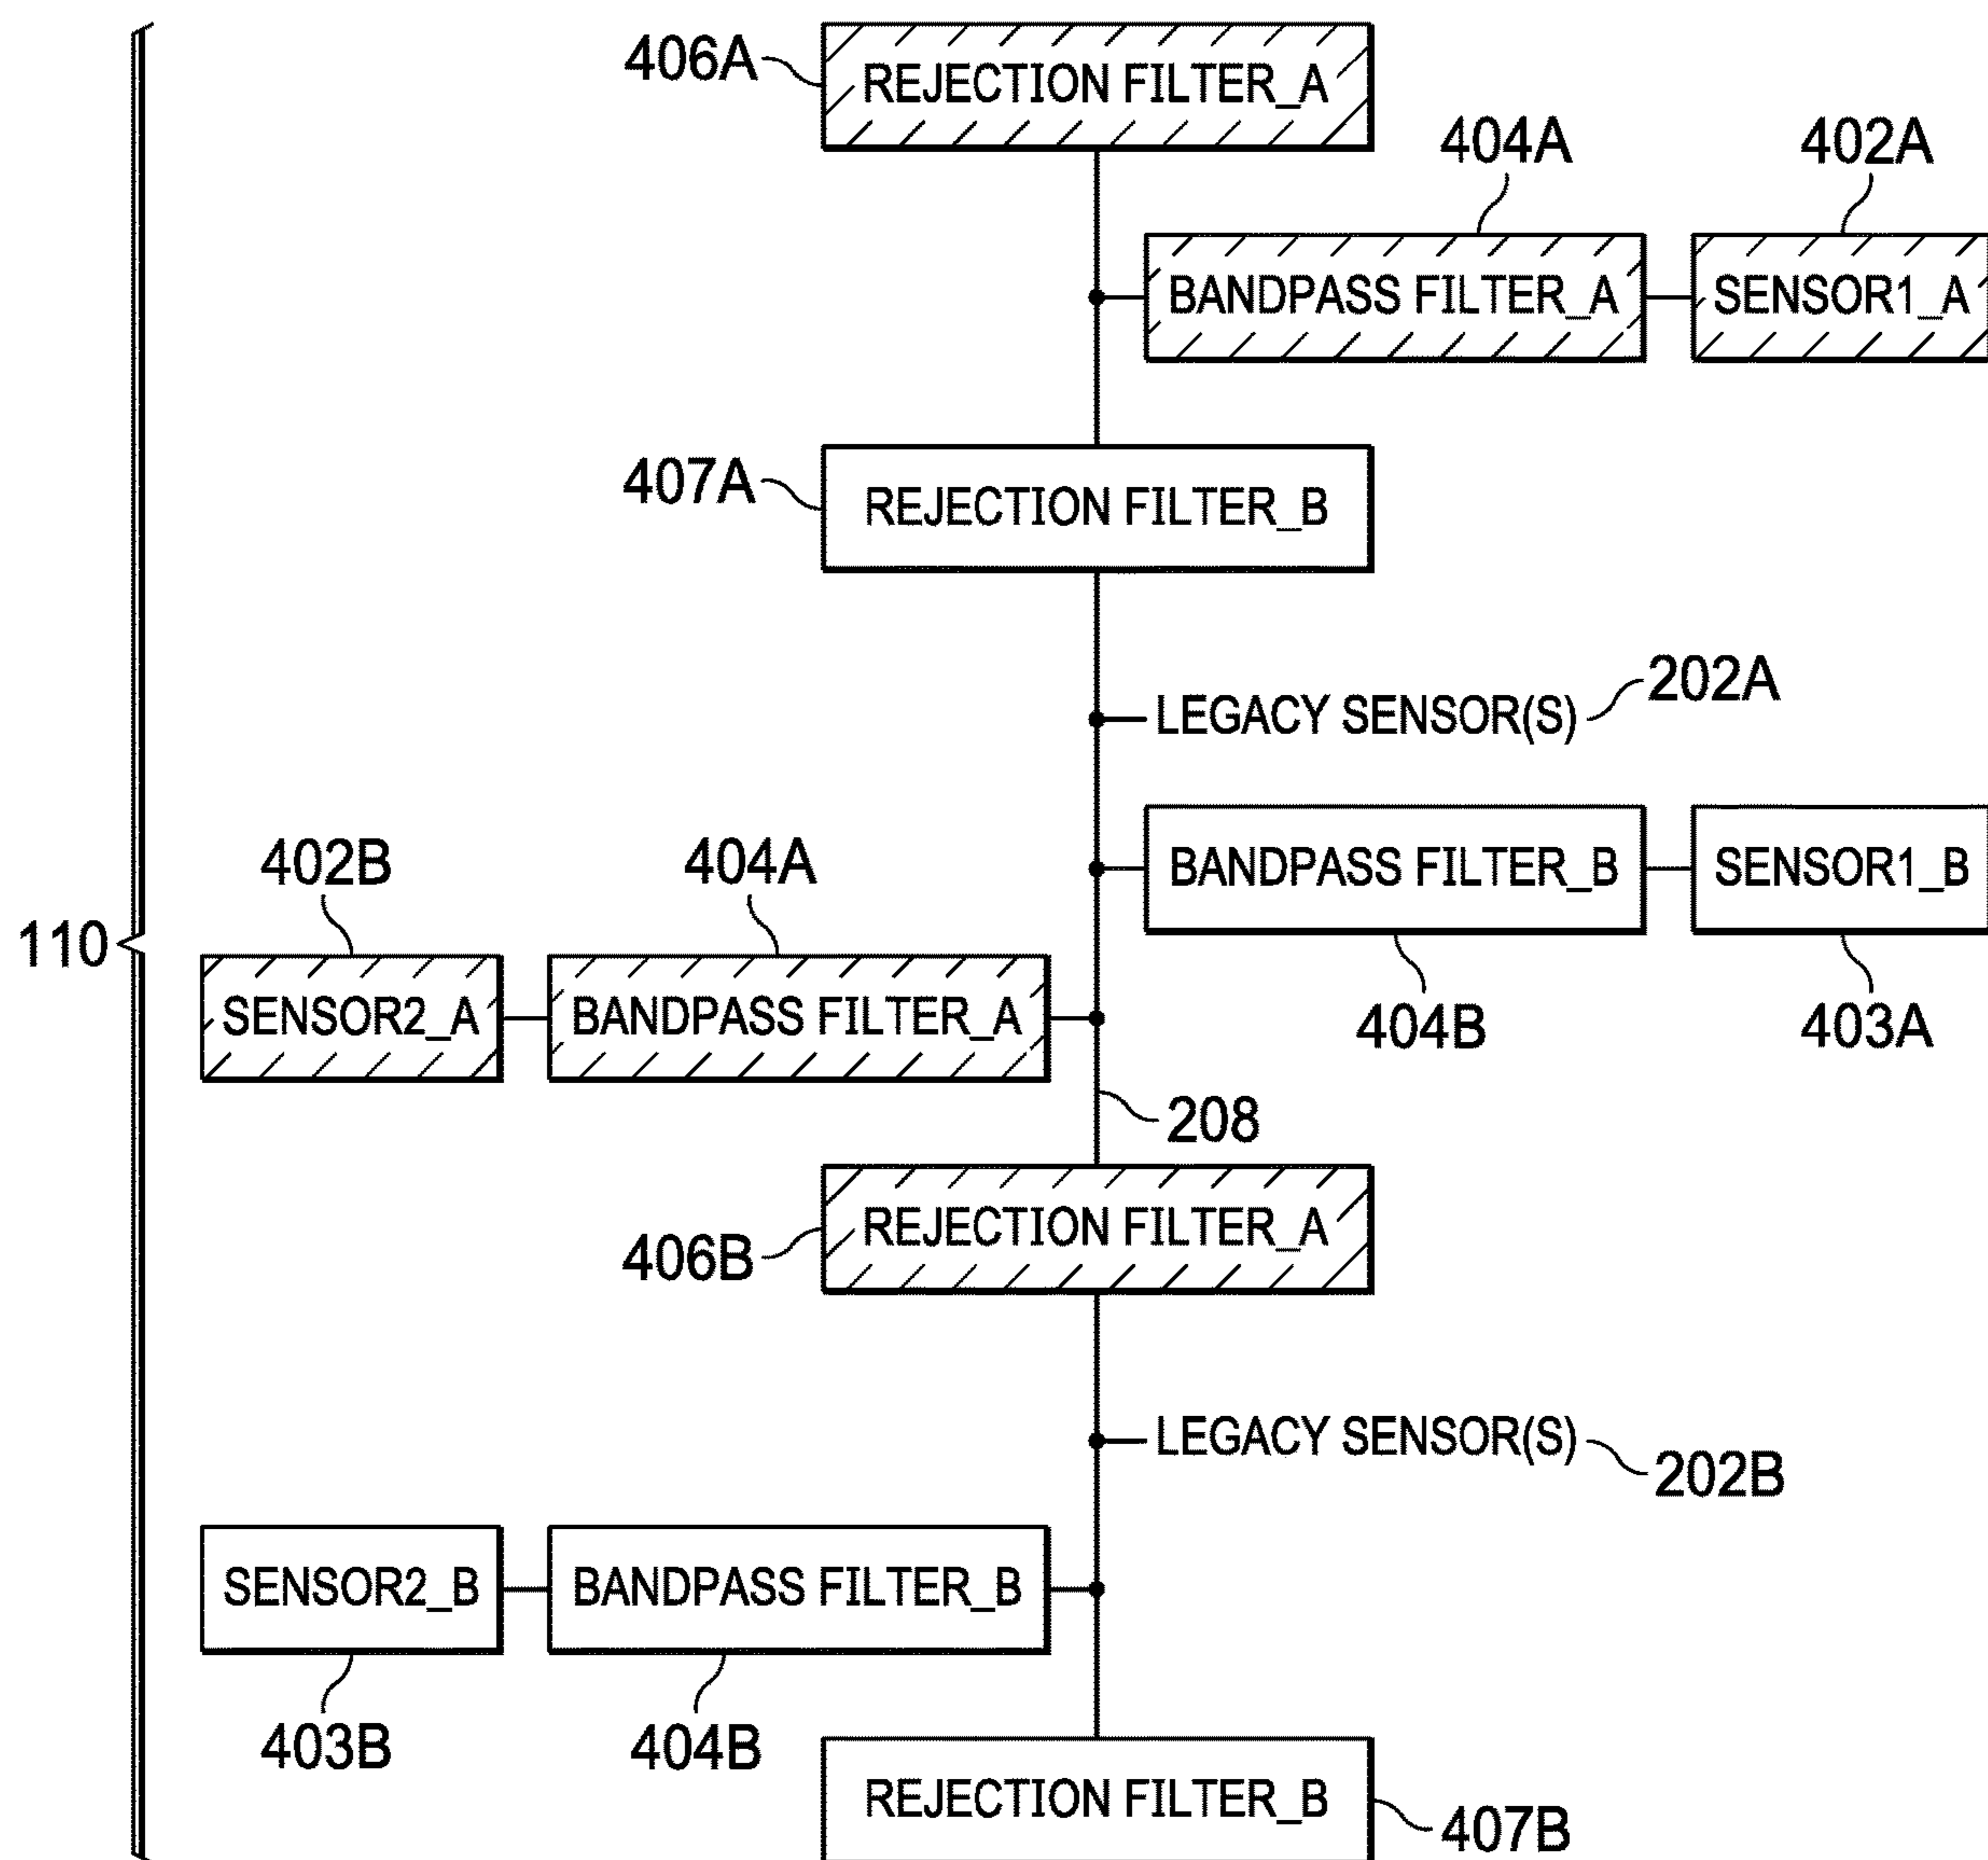 406A
REJECTION FILTER_A
404A
402A
BANDPASS FILTER_A
SENSOR1_A
407A
REJECTION FILTER_B
LEGACY SENSOR(S)
202A
402B
404A
BANDPASS FILTER_B
SENSOR1_B
110
SENSOR2_A
BANDPASS FILTER_A
404B
403A
208
406B
REJECTION FILTER_A
LEGACY SENSOR(S)
202B
SENSOR2_B
BANDPASS FILTER_B
403B
404B
REJECTION FILTER_B
407B